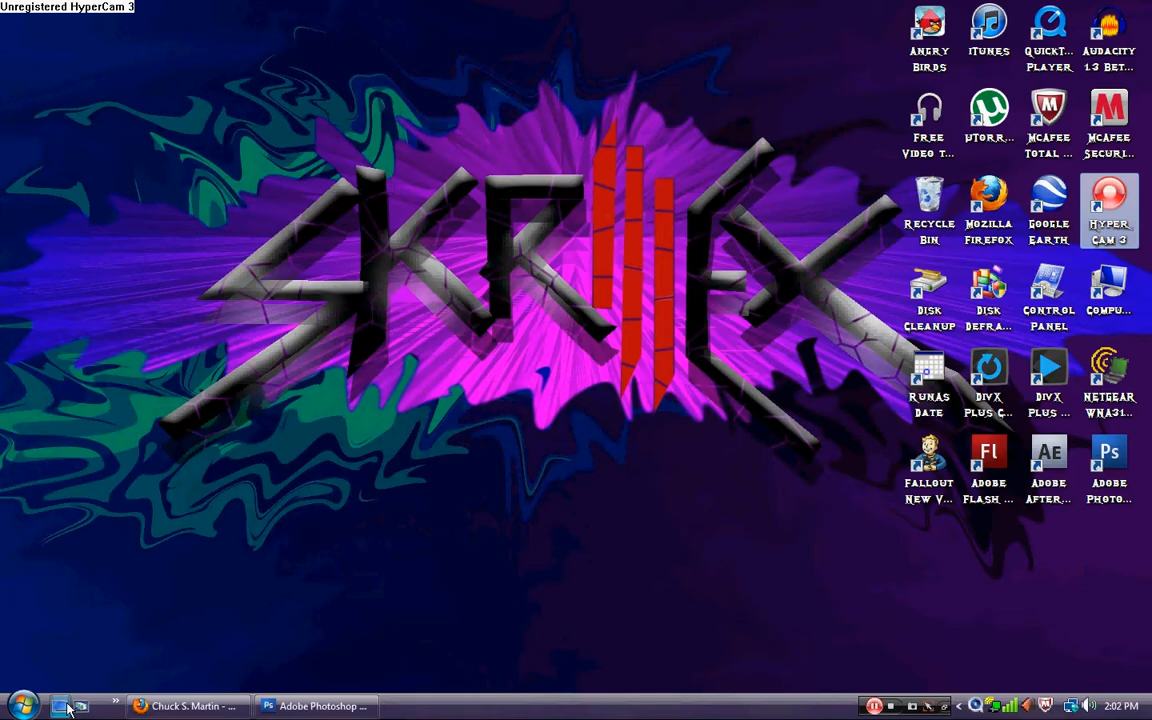 Unregistered HyperCam 3
SKRILLEX
ANGRY BIRDS
ITUNES
QUICKT... PLAYER
AUDACITY 1.3 BET...
FREE VIDEO T...
µTORR...
MCAFEE TOTAL ...
MCAFEE SECURI...
RECYCLE BIN
MOZILLA FIREFOX
GOOGLE EARTH
HYPER CAM 3
DISK CLEANUP
DISK DEFRA...
CONTROL PANEL
COMPU...
RUNAS DATE
DIVX PLUS C...
DIVX PLUS ...
NETGEAR WNA31...
FALLOUT NEW V...
Fl
ADOBE FLASH ...
AE
ADOBE AFTER...
Ps
ADOBE PHOTO...
Chuck S. Martin - ...
Ps Adobe Photoshop ...
2:02 PM